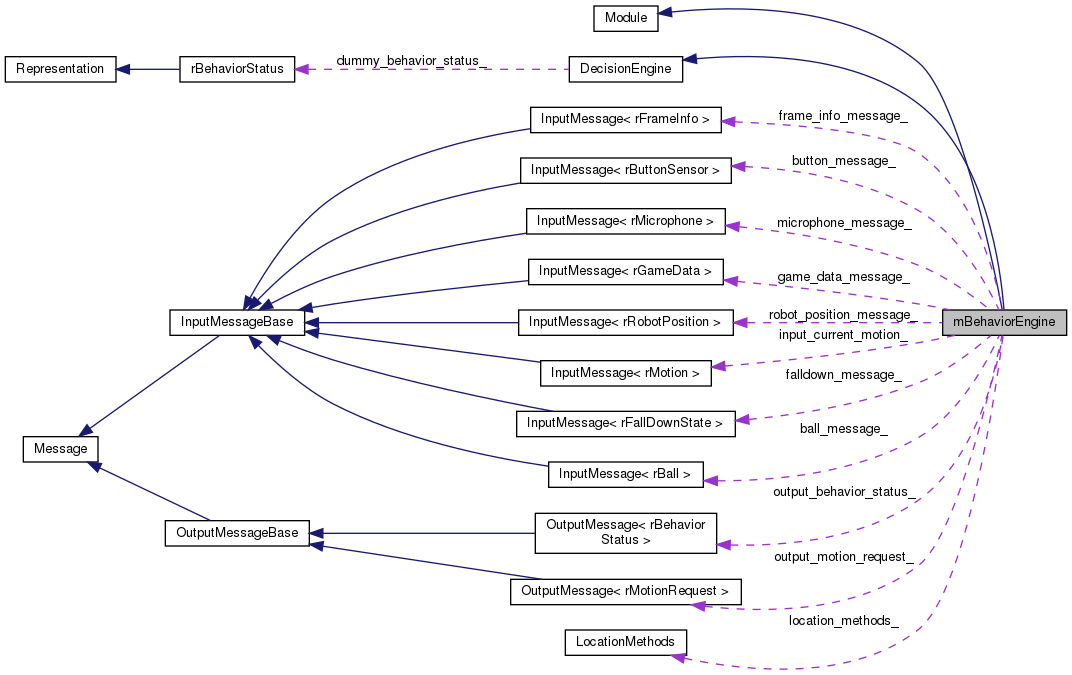 Module
Representation
rBehaviorStatus
dummy_behavior_status_
DecisionEngine
InputMessage< rFrameInfo >
frame_info_message_
InputMessage< rButtonSensor >
button_message_
InputMessage< rMicrophone >
microphone_message_
InputMessage< rGameData >
game_data_message_
InputMessageBase
InputMessage< rRobotPosition >
robot_position_message_
mBehaviorEngine
input_current_motion_
InputMessage< rMotion >
falldown_message_
InputMessage< rFallDownState >
ball_message_
Message
InputMessage< rBall >
output_behavior_status_
OutputMessageBase
OutputMessage< rBehavior
Status >
output_motion_request_
OutputMessage< rMotionRequest >
location_methods_
LocationMethods